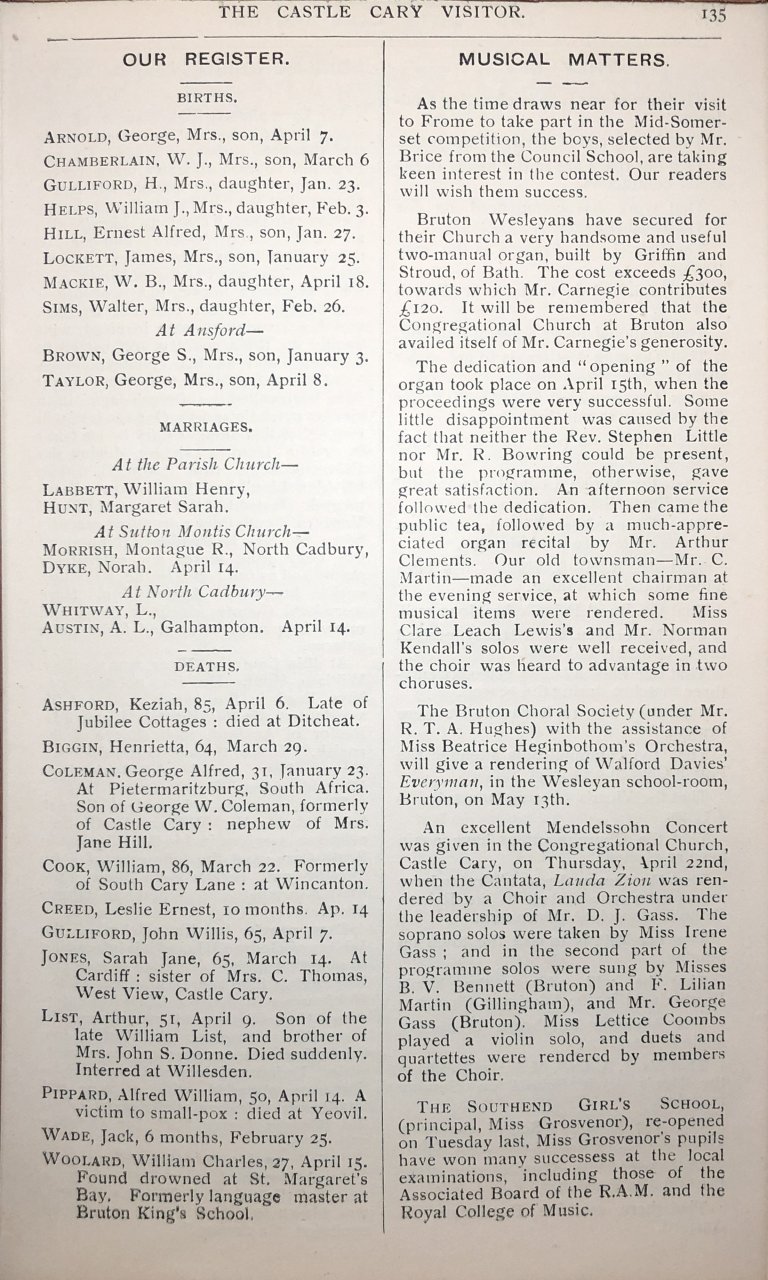 THE CASTLE CARY VISITOR. 135
OUR REGISTER.
BIRTHS.
ARNOLD, George, Mrs., son, April 7.
CHAMBERLAIN, W. J., Mrs., son, March 6
GULLIFORD, H., Mrs., daughter, Jan. 23.
HELPS, William J., Mrs., daughter, Feb. 3.
HILL, Ernest Alfred, Mrs., son, Jan. 27.
LOCKETT, James, Mrs., son, January 25.
MACKIE, W. B., Mrs., daughter, April 18.
SIMS, Walter, Mrs., daughter, Feb. 26.
At Ansford—
BROWN, George S., Mrs., son, January 3.
TAYLOR, George, Mrs., son, April 8.
MARRIAGES.
At the Parish Church—
LABBETT, William Henry,
HUNT, Margaret Sarah.
At Sutton Montis Church—
MORRISH, Montague R., North Cadbury,
DYKE, Norah. April 14.
At North Cadbury—
WHITWAY, L.,
AUSTIN, A. L., Galhampton. April 14.
DEATHS.
ASHFORD, Keziah, 85, April 6. Late of
Jubilee Cottages : died at Ditcheat.
BIGGIN, Henrietta, 64, March 29.
COLEMAN. George Alfred, 31, January 23.
At Pietermaritzburg, South Africa.
Son of George W. Coleman, formerly
of Castle Cary : nephew of Mrs.
Jane Hill.
COOK, William, 86, March 22. Formerly
of South Cary Lane : at Wincanton.
CREED, Leslie Ernest, 10 months. Ap. 14
GULLIFORD, John Willis, 65, April 7.
JONES, Sarah Jane, 65, March 14. At
Cardiff : sister of Mrs. C. Thomas,
West View, Castle Cary.
LIST, Arthur, 51, April 9. Son of the
late William List, and brother of
Mrs. John S. Donne. Died suddenly.
Interred at Willesden.
PIPPARD, Alfred William, 50, April 14. A
victim to small-pox : died at Yeovil.
WADE, Jack, 6 months, February 25.
WOOLARD, William Charles, 27, April 15.
Found drowned at St. Margaret's
Bay. Formerly language master at
Bruton King's School.
MUSICAL MATTERS.
As the time draws near for their visit
to Frome to take part in the Mid-Somer-
set competition, the boys, selected by Mr.
Brice from the Council School, are taking
keen interest in the contest. Our readers
will wish them success.
Bruton Wesleyans have secured for
their Church a very handsome and useful
two-manual organ, built by Griffin and
Stroud, of Bath. The cost exceeds £300,
towards which Mr. Carnegie contributes
£120. It will be remembered that the
Congregational Church at Bruton also
availed itself of Mr. Carnegie's generosity.
The dedication and "opening" of the
organ took place on April 15th, when the
proceedings were very successful. Some
little disappointment was caused by the
fact that neither the Rev. Stephen Little
nor Mr. R. Bowring could be present,
but the programme, otherwise, gave
great satisfaction. An afternoon service
followed the dedication. Then came the
public tea, followed by a much-appre-
ciated organ recital by Mr. Arthur
Clements. Our old townsman—Mr. C.
Martin—made an excellent chairman at
the evening service, at which some fine
musical items were rendered. Miss
Clare Leach Lewis's and Mr. Norman
Kendall's solos were well received, and
the choir was heard to advantage in two
choruses.
The Bruton Choral Society (under Mr.
R. T. A. Hughes) with the assistance of
Miss Beatrice Heginbothom's Orchestra,
will give a rendering of Walford Davies'
Everyman, in the Wesleyan school-room,
Bruton, on May 13th.
An excellent Mendelssohn Concert
was given in the Congregational Church,
Castle Cary, on Thursday, April 22nd,
when the Cantata, Lauda Zion was ren-
dered by a Choir and Orchestra under
the leadership of Mr. D. J. Gass. The
soprano solos were taken by Miss Irene
Gass ; and in the second part of the
programme solos were sung by Misses
B. V. Bennett (Bruton) and F. Lilian
Martin (Gillingham), and Mr. George
Gass (Bruton). Miss Lettice Coombs
played a violin solo, and duets and
quartettes were rendered by members
of the Choir.
THE SOUTHEND GIRL'S SCHOOL,
(principal, Miss Grosvenor), re-opened
on Tuesday last. Miss Grosvenor's pupils
have won many successess at the local
examinations, including those of the
Associated Board of the R.A.M. and the
Royal College of Music.